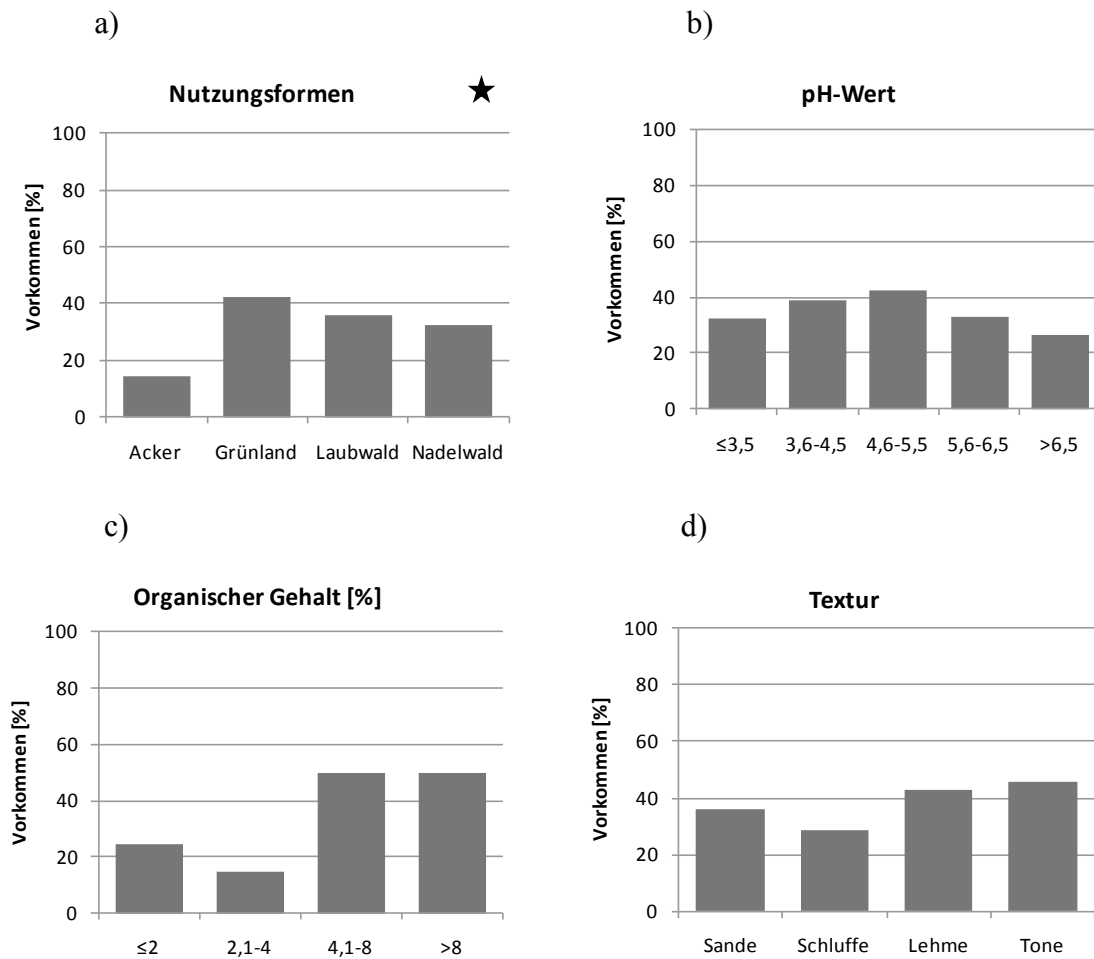 a)
Nutzungsformen ★
Vorkommen [%]
100
80
60
40
20
0
Acker Grünland Laubwald Nadelwald
b)
pH-Wert
Vorkommen [%]
100
80
60
40
20
0
≤3,5 3,6-4,5 4,6-5,5 5,6-6,5 >6,5
c)
Organischer Gehalt [%]
Vorkommen [%]
100
80
60
40
20
0
≤2 2,1-4 4,1-8 >8
d)
Textur
Vorkommen [%]
100
80
60
40
20
0
Sande Schluffe Lehme Tone